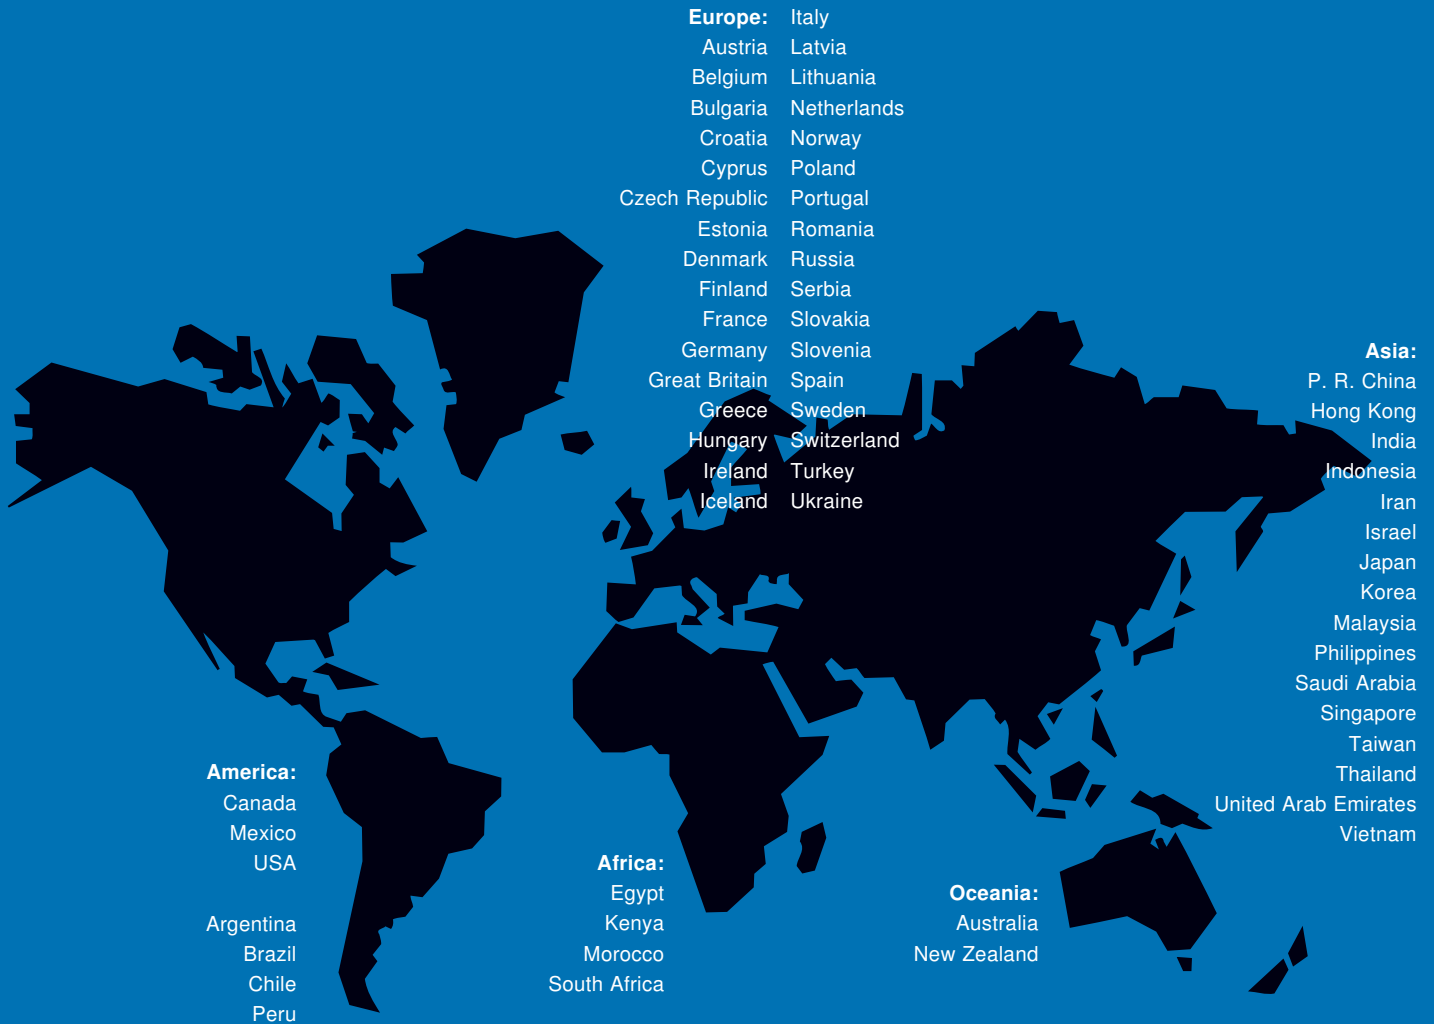 Europe:
Austria
Belgium
Bulgaria
Croatia
Cyprus
Czech Republic
Estonia
Denmark
Finland
France
Germany
Great Britain
Greece
Hungary
Ireland
Iceland
Italy
Latvia
Lithuania
Netherlands
Norway
Poland
Portugal
Romania
Russia
Serbia
Slovakia
Slovenia
Spain
Sweden
Switzerland
Turkey
Ukraine
Asia:
P. R. China
Hong Kong
India
Indonesia
Iran
Israel
Japan
Korea
Malaysia
Philippines
Saudi Arabia
Singapore
Taiwan
Thailand
United Arab Emirates
Vietnam
America:
Canada
Mexico
USA
Argentina
Brazil
Chile
Peru
Africa:
Egypt
Kenya
Morocco
South Africa
Oceania:
Australia
New Zealand